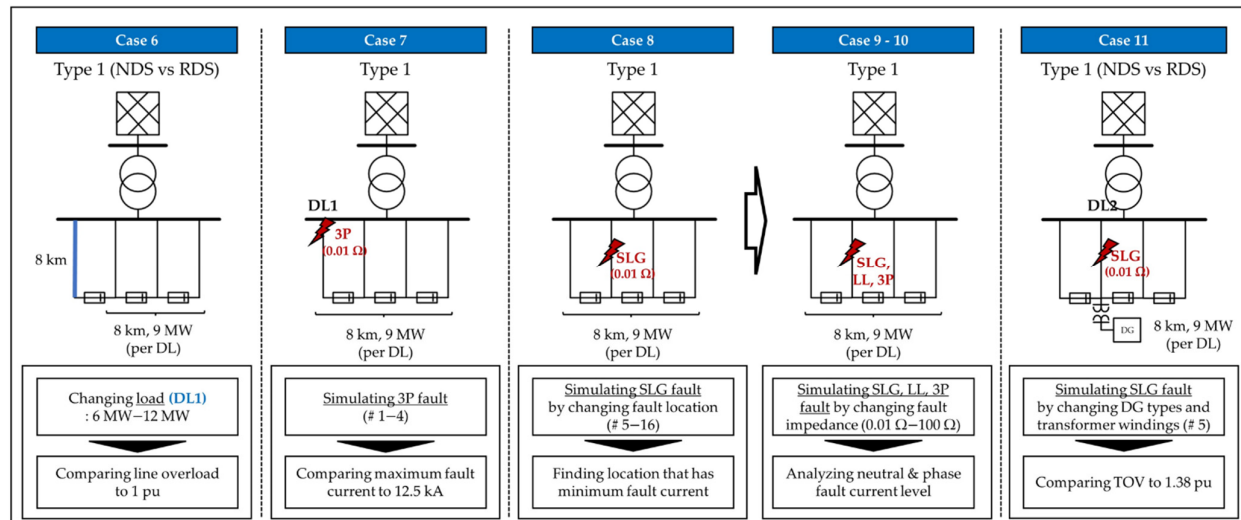 Case 6
Type 1 (NDS vs RDS)
8 km
8 km, 9 MW
(per DL)
Changing load (DL1)
: 6 MW−12 MW
Comparing line overload
to 1 pu
Case 7
Type 1
DL1
3P
(0.01 Ω)
8 km, 9 MW
(per DL)
Simulating 3P fault
(# 1−4)
Comparing maximum fault
current to 12.5 kA
Case 8
Type 1
SLG
(0.01 Ω)
8 km, 9 MW
(per DL)
Simulating SLG fault
by changing fault location
(# 5−16)
Finding location that has
minimum fault current
Case 9 - 10
Type 1
SLG,
LL, 3P
8 km, 9 MW
(per DL)
Simulating SLG, LL, 3P
fault by changing fault
impedance (0.01 Ω−100 Ω)
Analyzing neutral & phase
fault current level
Case 11
Type 1 (NDS vs RDS)
DL2
SLG
(0.01 Ω)
DG
8 km, 9 MW
(per DL)
Simulating SLG fault
by changing DG types and
transformer windings (# 5)
Comparing TOV to 1.38 pu